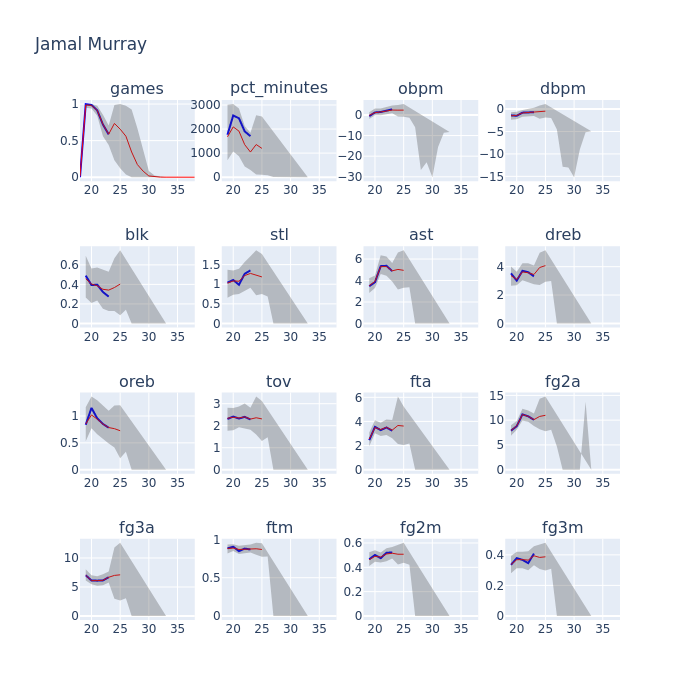 Jamal Murray
games pct_minutes obpm dbpm
1 0.5 0
3000 2000 1000 0
0 −10 −20 −30
0 −5 −10 −15
20 25 30 35 20 25 30 35 20 25 30 35 20 25 30 35
blk stl ast dreb
0.6 0.4 0.2 0
1.5 1 0.5 0
6 4 2 0
4 2 0
20 25 30 35 20 25 30 35 20 25 30 35 20 25 30 35
oreb tov fta fg2a
1 0.5 0
3 2 1 0
6 4 2 0
15 10 5 0
20 25 30 35 20 25 30 35 20 25 30 35 20 25 30 35
fg3a ftm fg2m fg3m
10 5 0
1 0.5 0
0.6 0.4 0.2 0
0.4 0.2 0
20 25 30 35 20 25 30 35 20 25 30 35 20 25 30 35